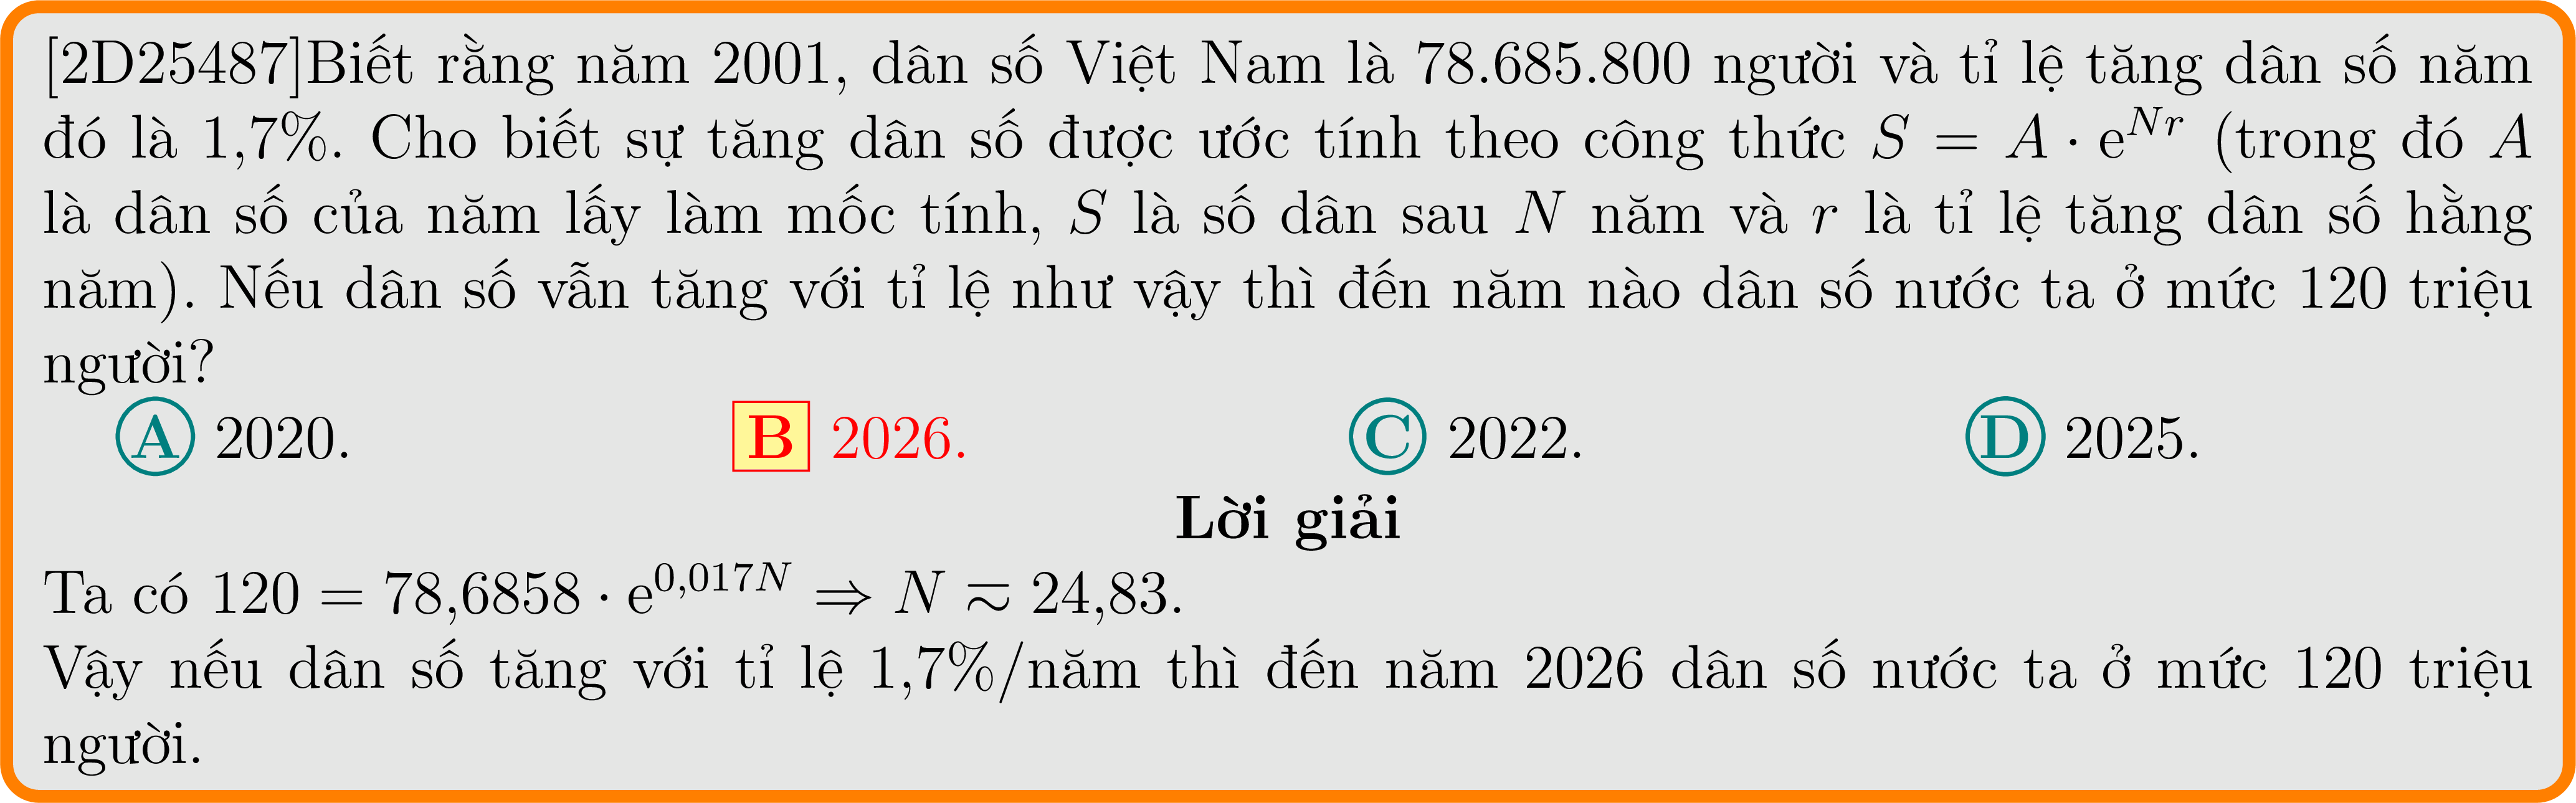 [2D25487]Biết rằng năm 2001, dân số Việt Nam là 78.685.800 người và tỉ lệ tăng dân số năm
đó là 1,7%. Cho biết sự tăng dân số được ước tính theo công thức S = A · e^{Nr} (trong đó A
là dân số của năm lấy làm mốc tính, S là số dân sau N năm và r là tỉ lệ tăng dân số hằng
năm). Nếu dân số vẫn tăng với tỉ lệ như vậy thì đến năm nào dân số nước ta ở mức 120 triệu
người?
A 2020. B 2026. C 2022. D 2025.
Lời giải
Ta có 120 = 78,6858 · e^{0,017N} ⇒ N ≂ 24,83.
Vậy nếu dân số tăng với tỉ lệ 1,7%/năm thì đến năm 2026 dân số nước ta ở mức 120 triệu
người.